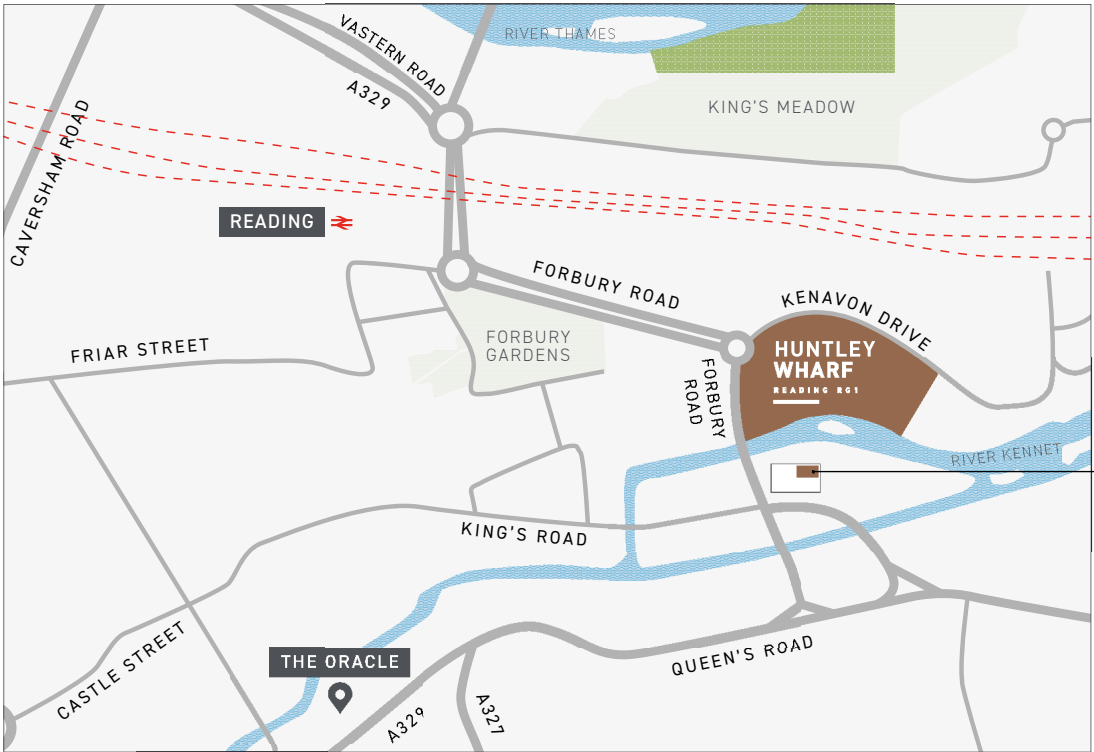 VASTERN ROAD
RIVER THAMES
A329
KING'S MEADOW
CAVERSHAM ROAD
READING
FORBURY ROAD
KENAVON DRIVE
FORBURY
GARDENS
FRIAR STREET
HUNTLEY
WHARF
READING RG1
FORBURY
ROAD
RIVER KENNET
KING'S ROAD
CASTLE STREET
THE ORACLE
QUEEN'S ROAD
A329
A327